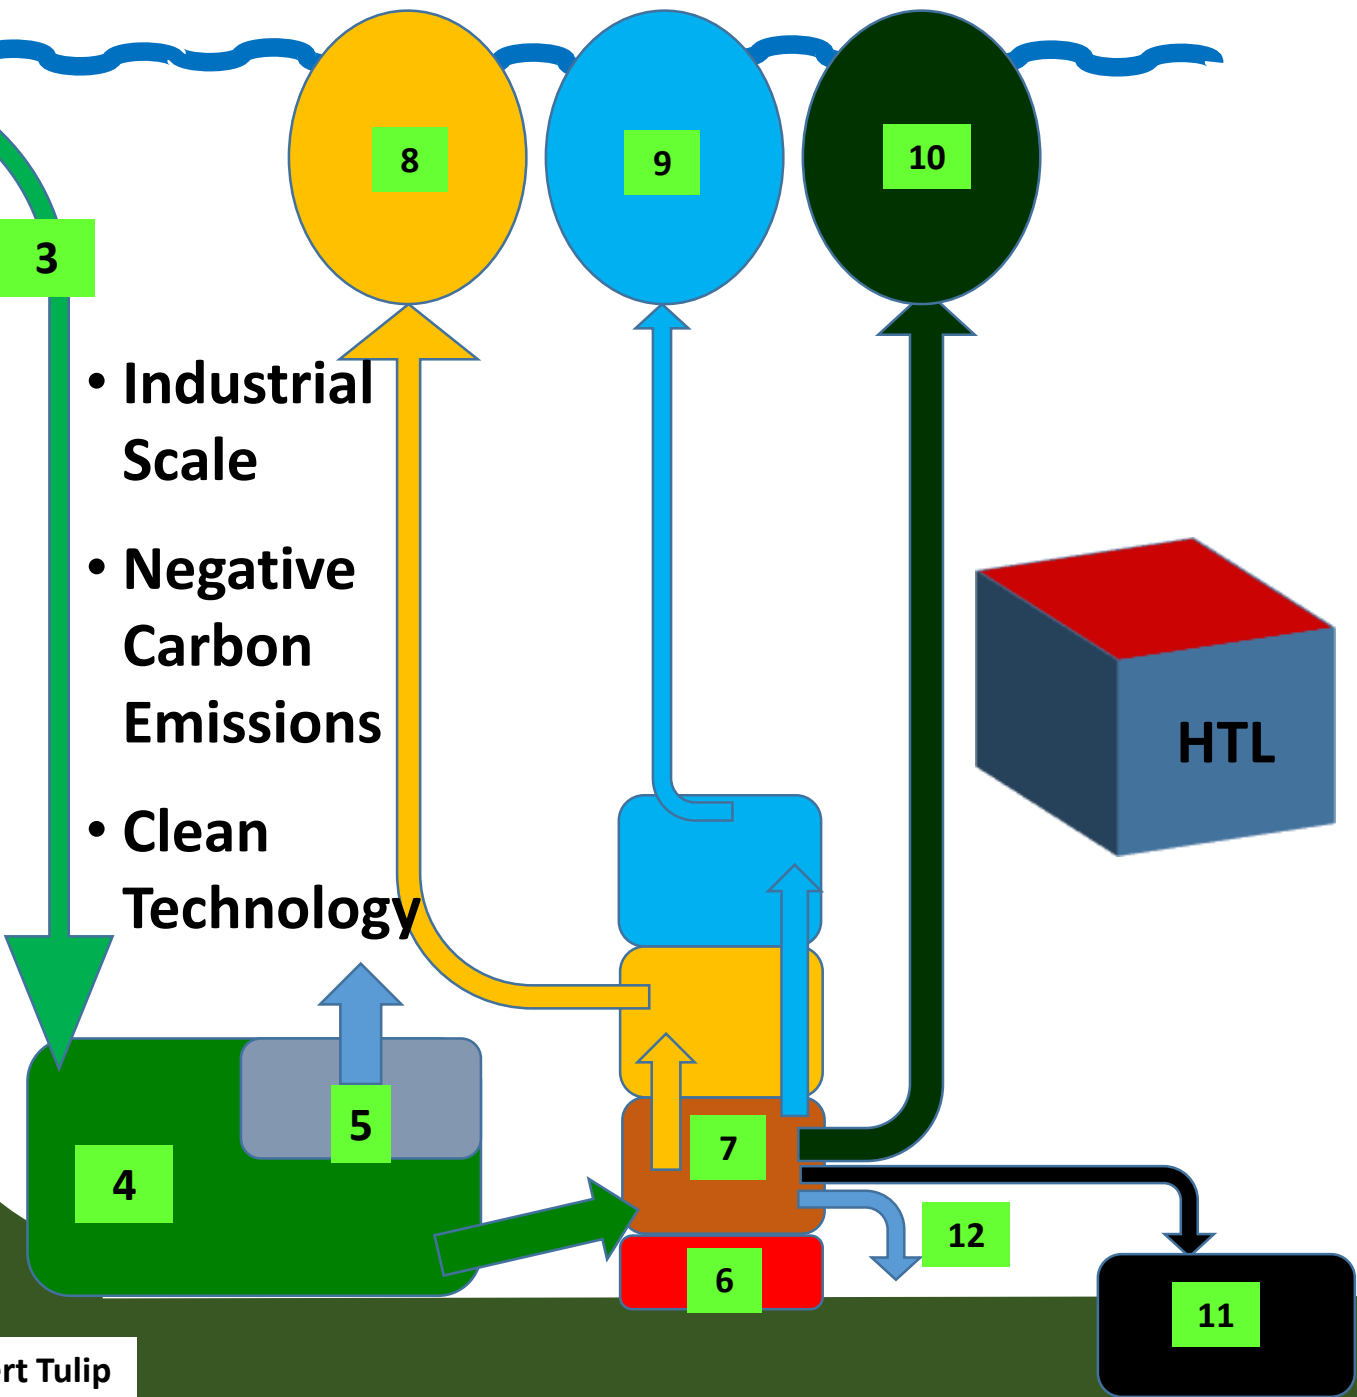 8
9
10
3
• Industrial
Scale
• Negative
Carbon
Emissions
• Clean
Technology
HTL
5
7
4
12
6
11
rt Tulip